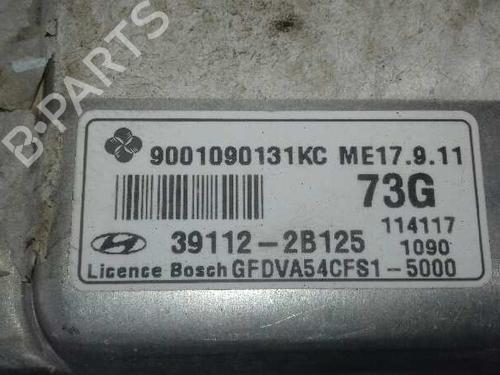 B-PARTS
9001090131KC ME17.9.11
73G
114117
39112-2B125 1090
Licence Bosch GFDVA54CFS1-5000